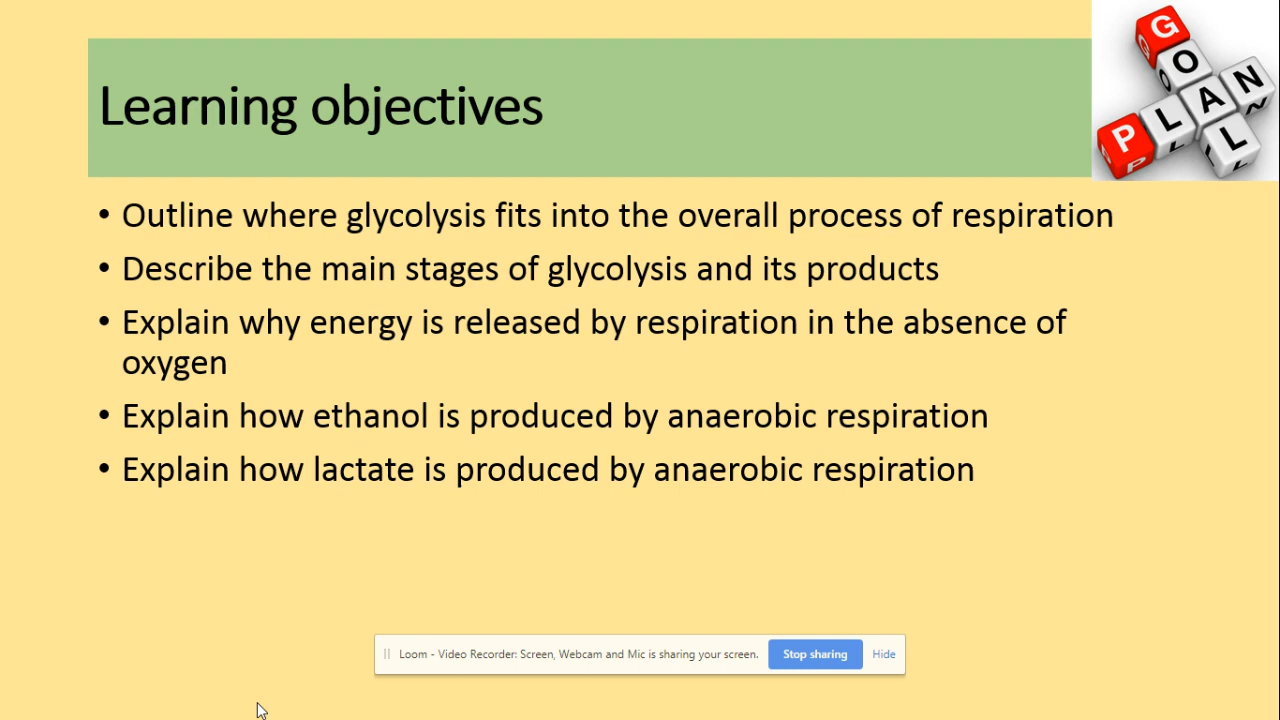 Learning objectives
GOAL
PLAN
• Outline where glycolysis fits into the overall process of respiration
• Describe the main stages of glycolysis and its products
• Explain why energy is released by respiration in the absence of
oxygen
• Explain how ethanol is produced by anaerobic respiration
• Explain how lactate is produced by anaerobic respiration
Loom - Video Recorder: Screen, Webcam and Mic is sharing your screen. Stop sharing Hide